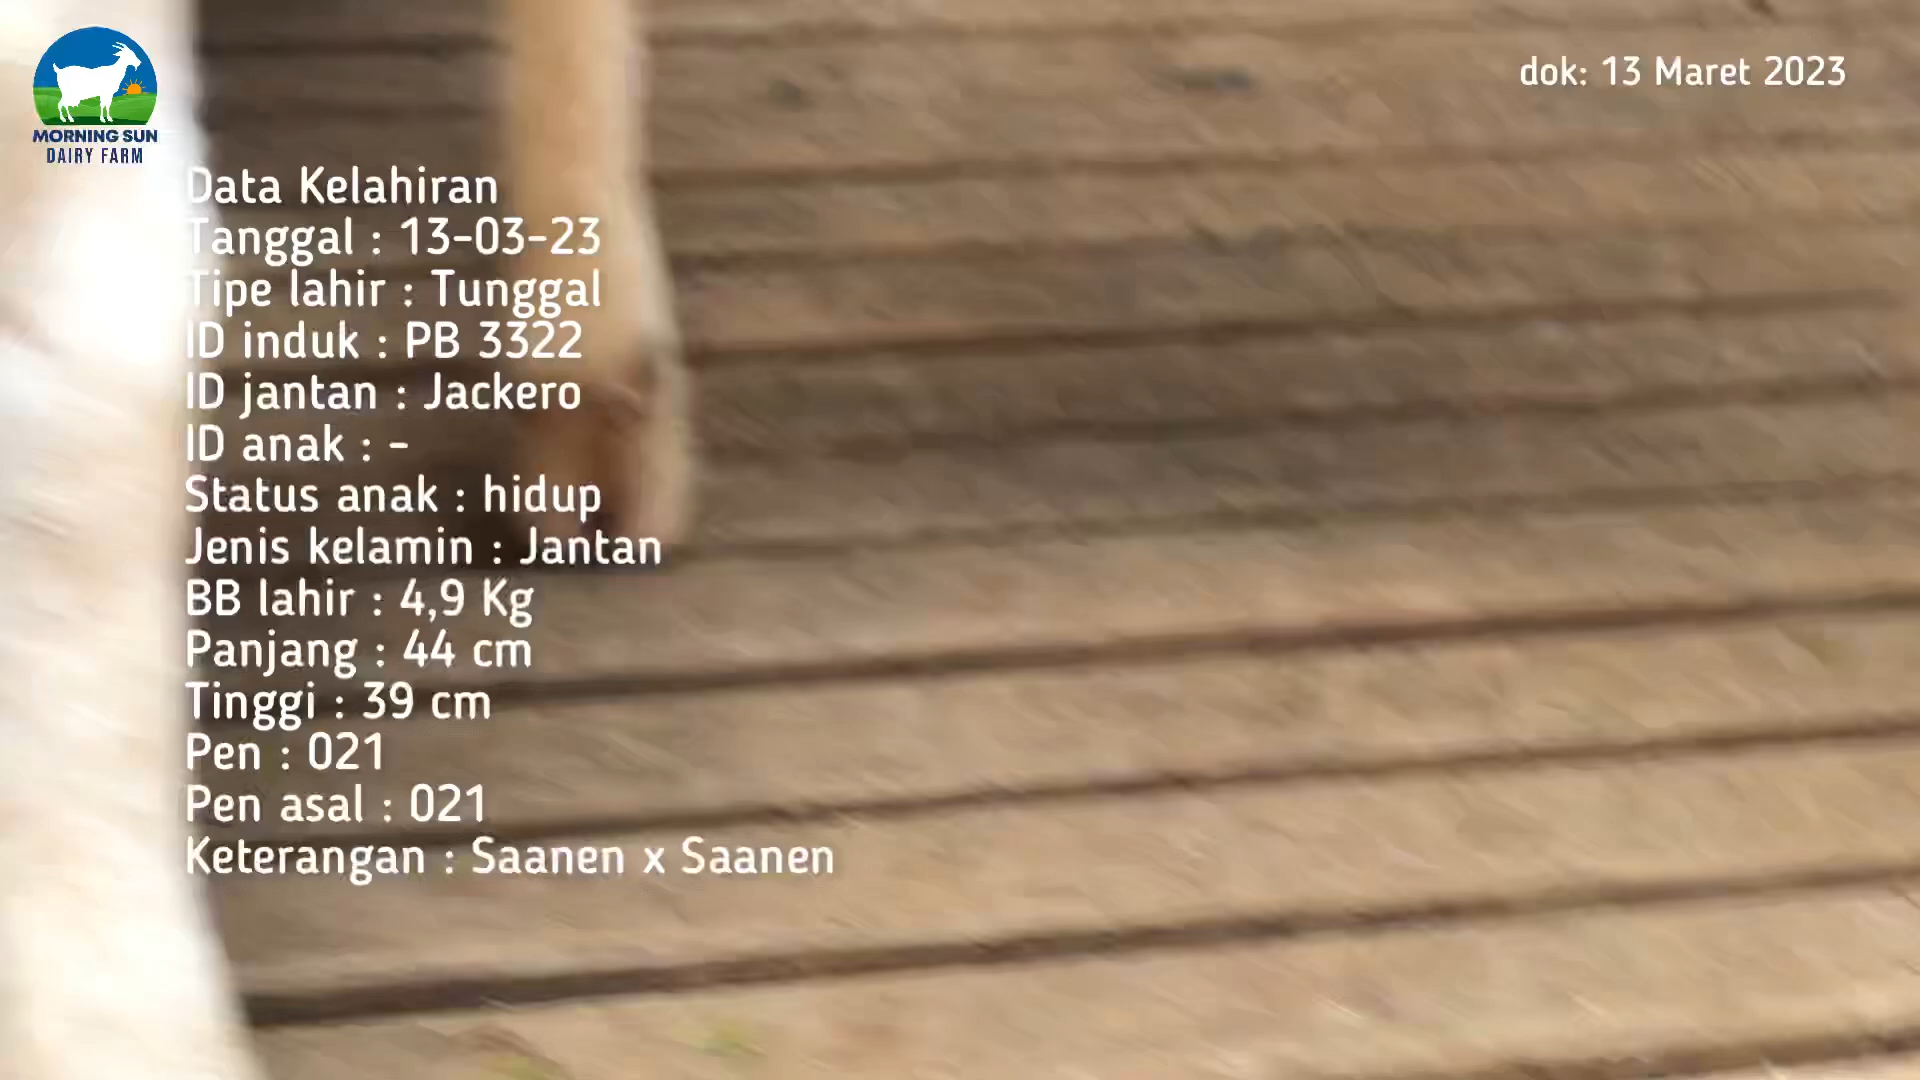 MORNING SUN
DAIRY FARM
dok: 13 Maret 2023
Data Kelahiran
Tanggal : 13-03-23
Tipe lahir : Tunggal
ID induk : PB 3322
ID jantan : Jackero
ID anak : -
Status anak : hidup
Jenis kelamin : Jantan
BB lahir : 4,9 Kg
Panjang : 44 cm
Tinggi : 39 cm
Pen : 021
Pen asal : 021
Keterangan : Saanen x Saanen